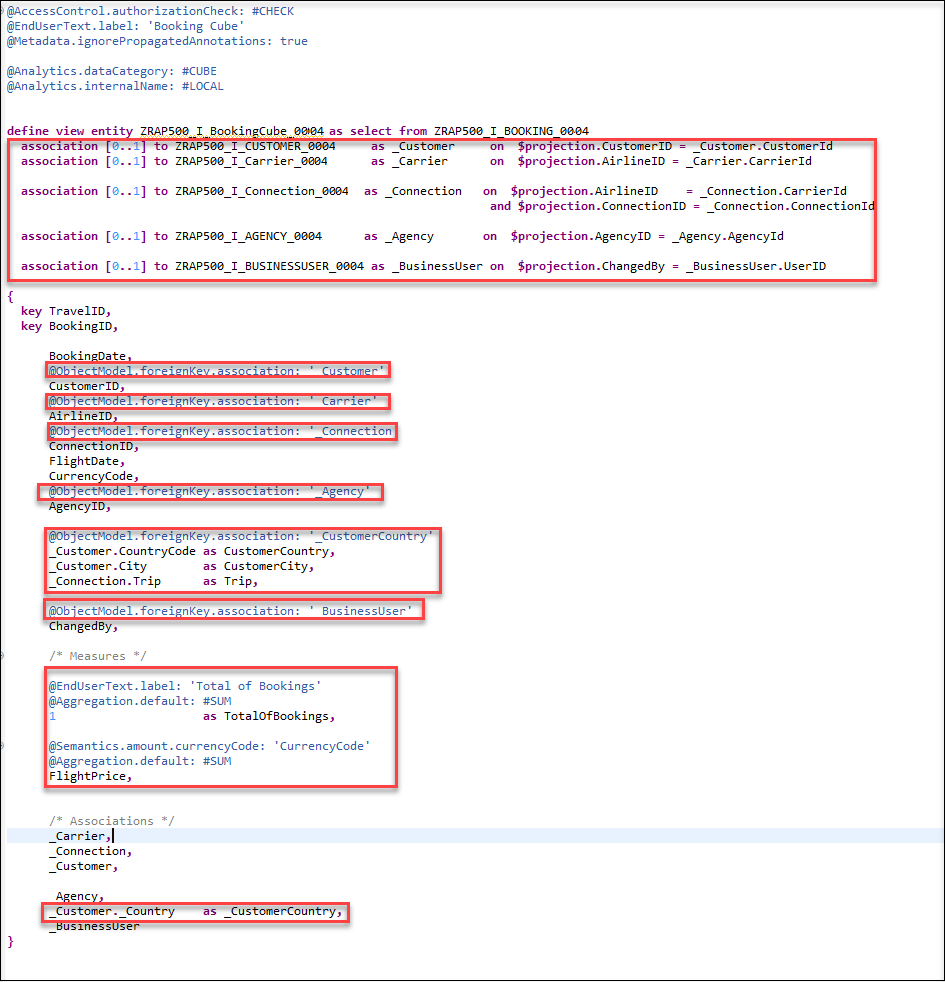 @AccessControl.authorizationCheck: #CHECK
@EndUserText.label: 'Booking Cube'
@Metadata.ignorePropagatedAnnotations: true
@Analytics.dataCategory: #CUBE
@Analytics.internalName: #LOCAL
define view entity ZRAP500_I_BookingCube_0004 as select from ZRAP500_I_BOOKING_0004
association [0..1] to ZRAP500_I_CUSTOMER_0004 as _Customer on $projection.CustomerID = _Customer.CustomerId
association [0..1] to ZRAP500_I_Carrier_0004 as _Carrier on $projection.AirlineID = _Carrier.CarrierId
association [0..1] to ZRAP500_I_Connection_0004 as _Connection on $projection.AirlineID = _Connection.CarrierId
and $projection.ConnectionID = _Connection.ConnectionId
association [0..1] to ZRAP500_I_AGENCY_0004 as _Agency on $projection.AgencyID = _Agency.AgencyId
association [0..1] to ZRAP500_I_BUSINESSUSER_0004 as _BusinessUser on $projection.ChangedBy = _BusinessUser.UserID
{
key TravelID,
key BookingID,
BookingDate,
@ObjectModel.foreignKey.association: '_Customer'
CustomerID,
@ObjectModel.foreignKey.association: '_Carrier'
AirlineID,
@ObjectModel.foreignKey.association: '_Connection
ConnectionID,
FlightDate,
CurrencyCode,
@ObjectModel.foreignKey.association: '_Agency'
AgencyID,
@ObjectModel.foreignKey.association: '_CustomerCountry'
_Customer.CountryCode as CustomerCountry,
_Customer.City as CustomerCity,
_Connection.Trip as Trip,
@ObjectModel.foreignKey.association: '_BusinessUser'
ChangedBy,
/* Measures */
@EndUserText.label: 'Total of Bookings'
@Aggregation.default: #SUM
1 as TotalOfBookings,
@Semantics.amount.currencyCode: 'CurrencyCode'
@Aggregation.default: #SUM
FlightPrice,
/* Associations */
_Carrier,
_Connection,
_Customer,
_Agency,
_Customer._Country as _CustomerCountry,
_BusinessUser
}